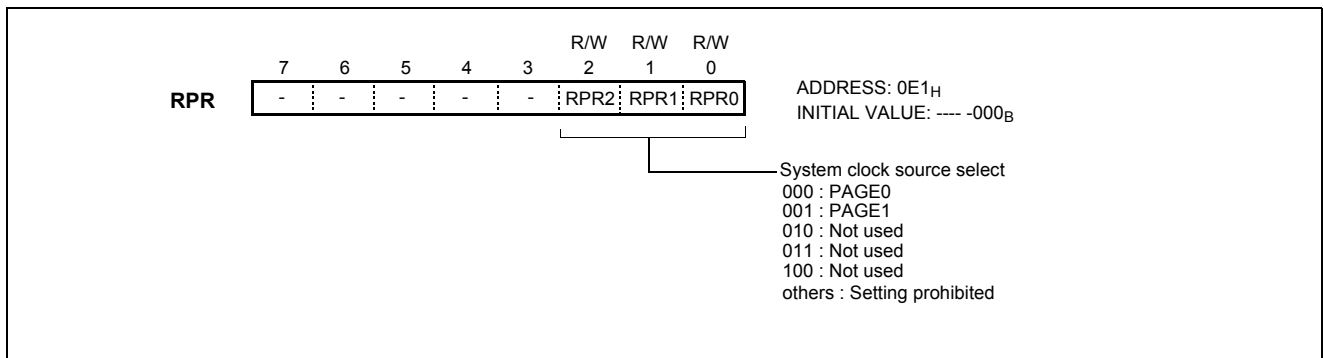 R/W R/W R/W
7 6 5 4 3 2 1 0
RPR - - - - - RPR2 RPR1 RPR0
ADDRESS: 0E1H
INITIAL VALUE: ---- -000B
System clock source select
000 : PAGE0
001 : PAGE1
010 : Not used
011 : Not used
100 : Not used
others : Setting prohibited